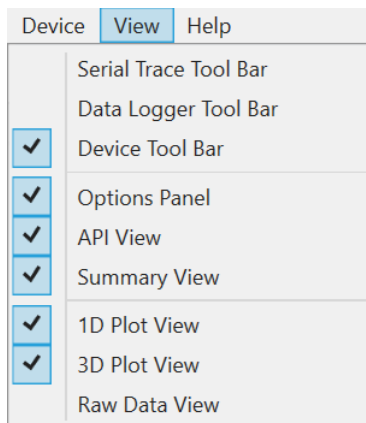 Device View Help
Serial Trace Tool Bar
Data Logger Tool Bar
Device Tool Bar
Options Panel
API View
Summary View
1D Plot View
3D Plot View
Raw Data View